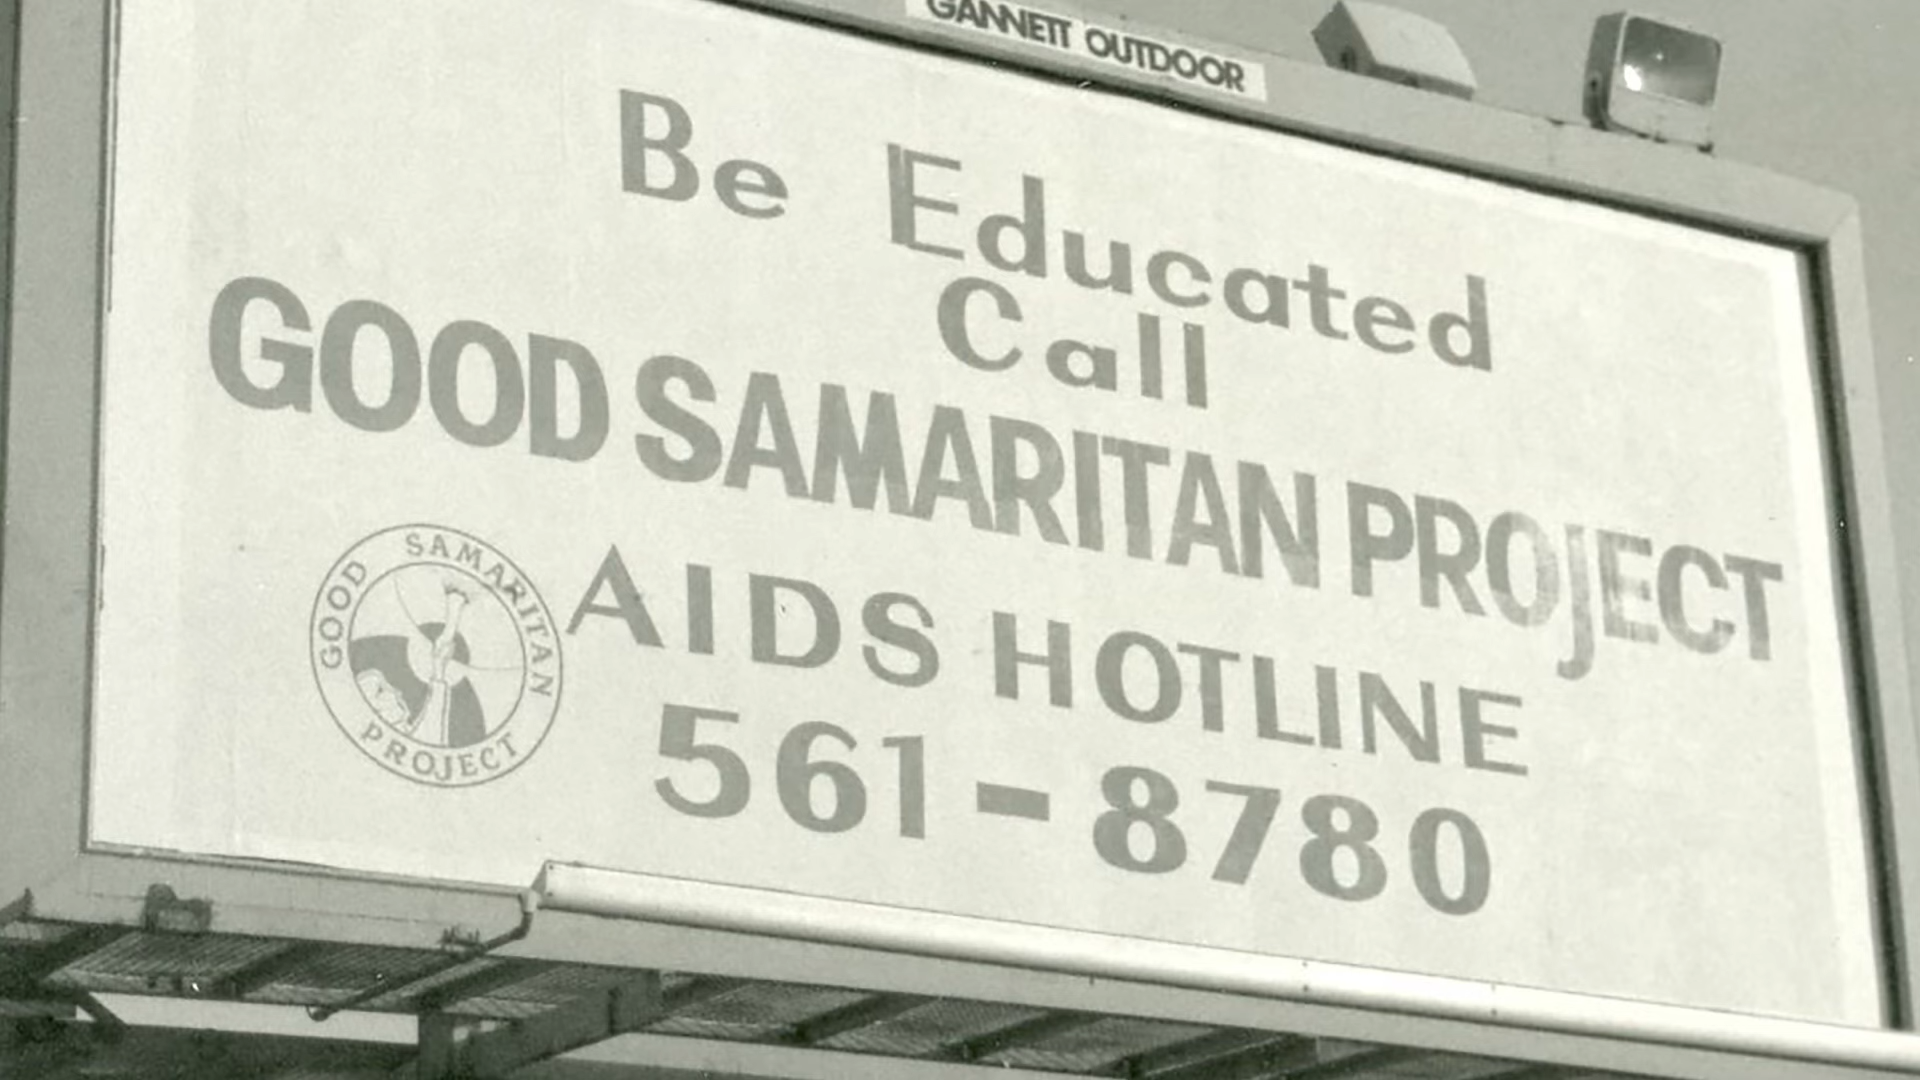 GANNETT OUTDOOR
Be Educated
Call
GOOD SAMARITAN PROJECT
AIDS HOTLINE
561-8780
GOOD SAMARITAN PROJECT